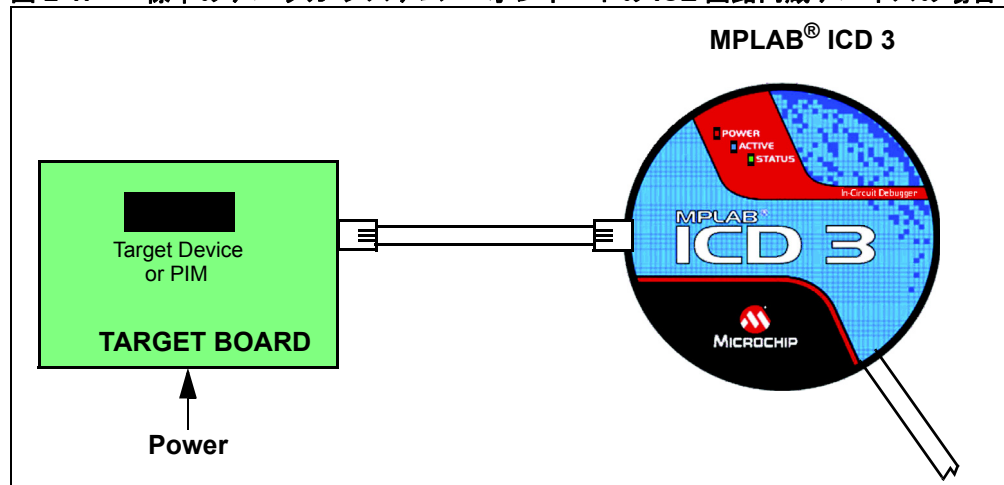 MPLAB® ICD 3
POWER
ACTIVE
STATUS
In-Circuit Debugger
MPLAB®
ICD 3
MICROCHIP
Target Device
or PIM
TARGET BOARD
Power